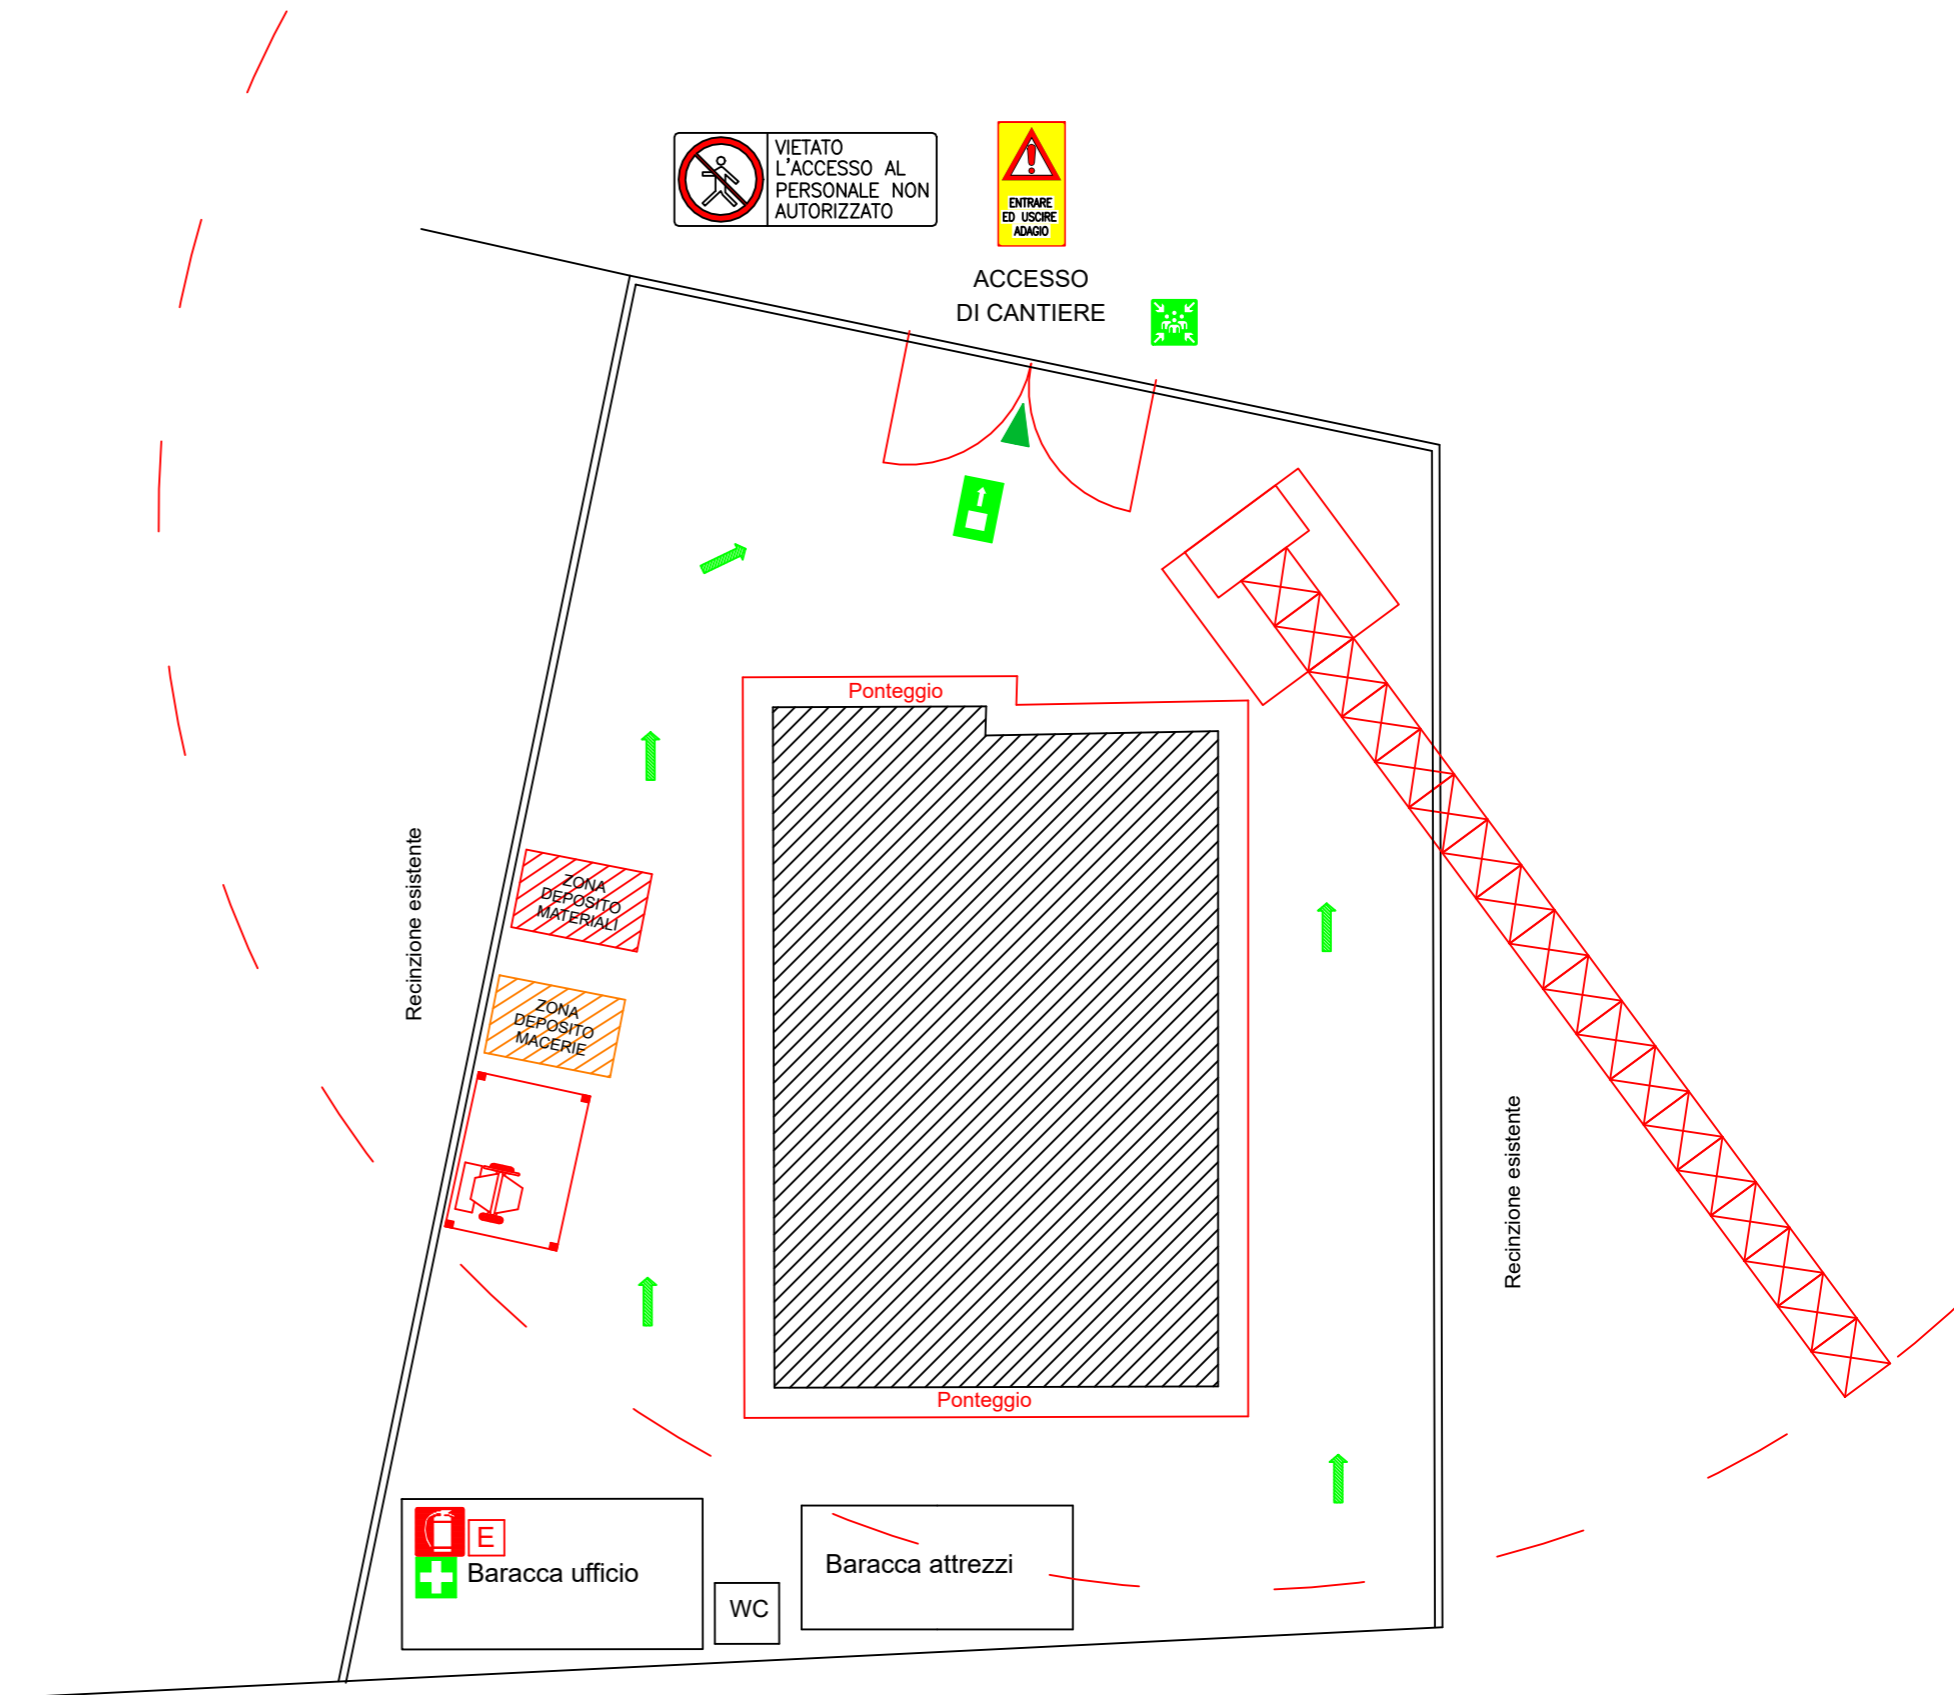 VIETATO
L'ACCESSO AL
PERSONALE NON
AUTORIZZATO
ENTRARE
ED USCIRE
ADAGIO
ACCESSO
DI CANTIERE
Ponteggio
ZONA
DEPOSITO
MATERIALI
Recinzione esistente
ZONA
DEPOSITO
MACERIE
Recinzione esistente
Ponteggio
E
Baracca ufficio
WC
Baracca attrezzi